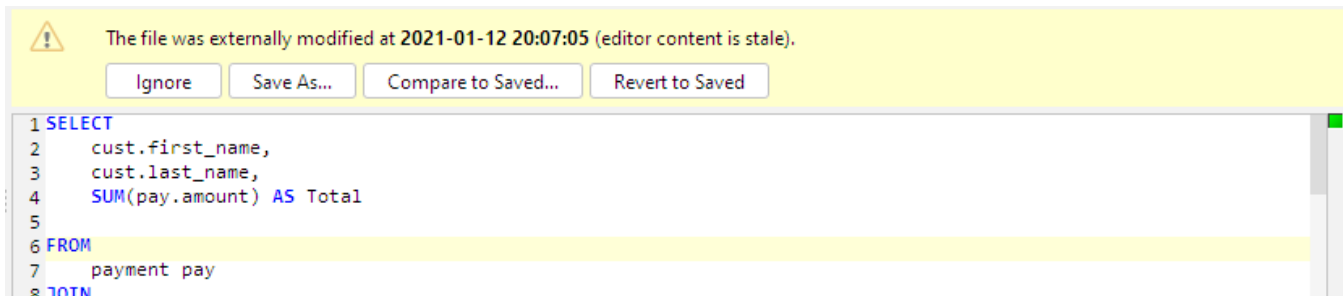 The file was externally modified at 2021-01-12 20:07:05 (editor content is stale).
Ignore Save As... Compare to Saved... Revert to Saved
1 SELECT
2 cust.first_name,
3 cust.last_name,
4 SUM(pay.amount) AS Total
5
6 FROM
7 payment pay
8 JOIN